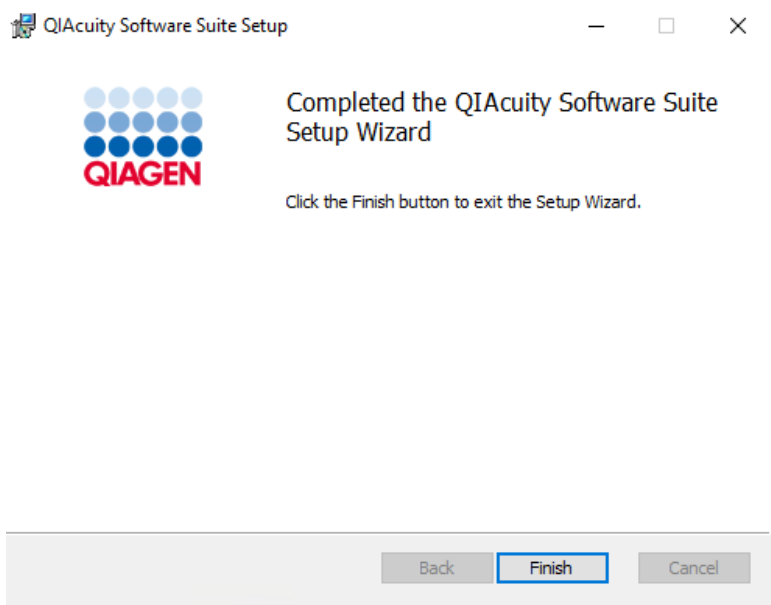 QIAcuity Software Suite Setup
QIAGEN
Completed the QIAcuity Software Suite
Setup Wizard
Click the Finish button to exit the Setup Wizard.
Back
Finish
Cancel